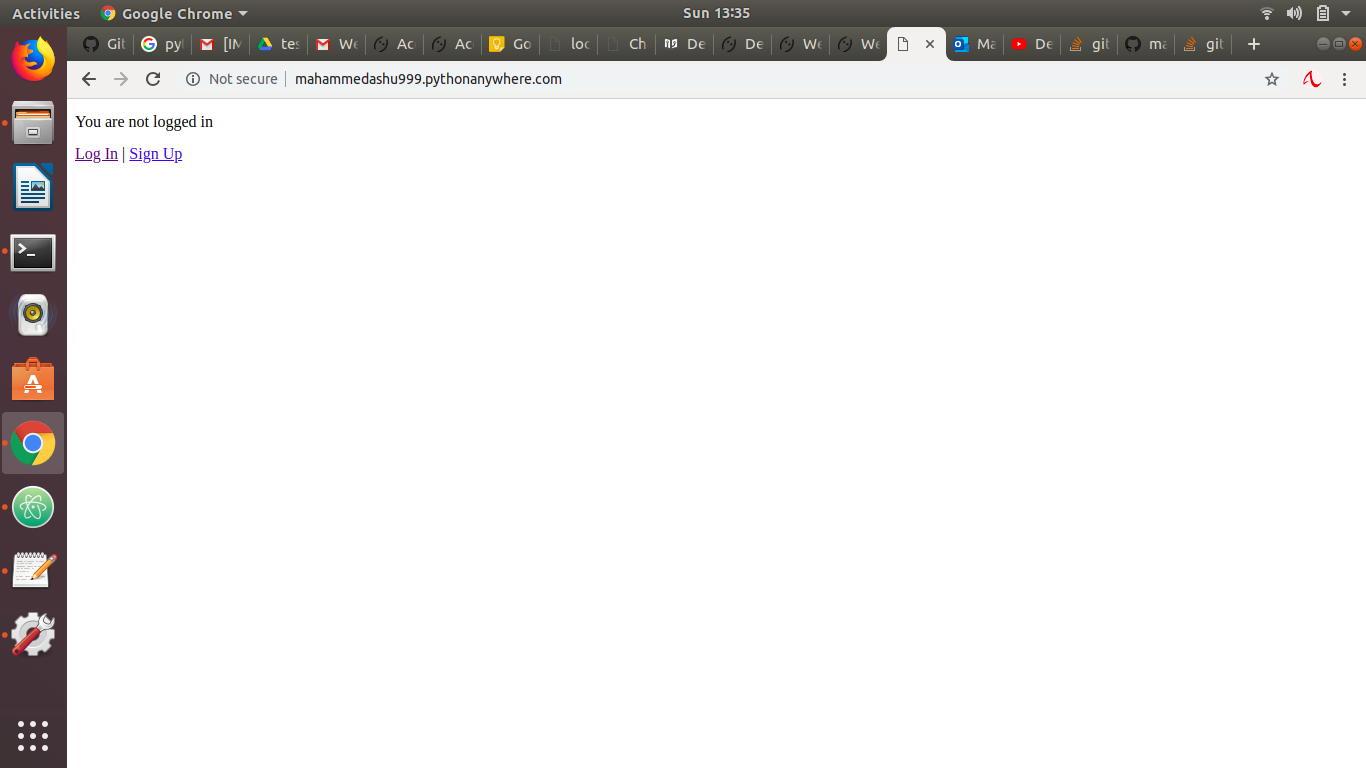 Activities Google Chrome Sun 13:35
Git pyt [IM tes We Ac Ac Go loc Ch De De We We Ma De git ma git
Not secure mahammedashu999.pythonanywhere.com
You are not logged in
Log In | Sign Up